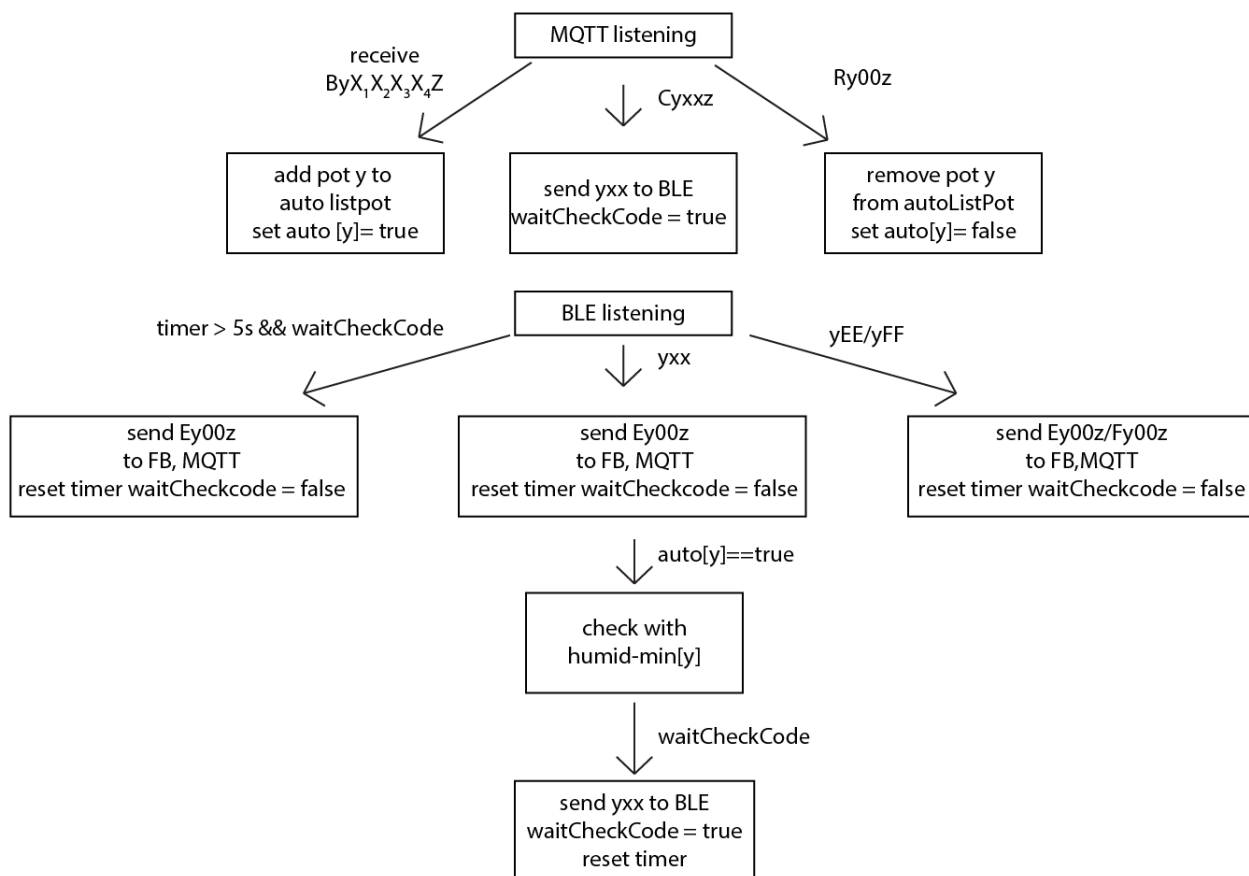 MQTT listening
receive
ByX₁X₂X₃X₄Z
Cyxxz
Ry00z
add pot y to
auto listpot
set auto [y]= true
send yxx to BLE
waitCheckCode = true
remove pot y
from autoListPot
set auto[y]= false
BLE listening
timer > 5s && waitCheckCode
yxx
yEE/yFF
send Ey00z
to FB, MQTT
reset timer waitCheckcode = false
send Ey00z
to FB, MQTT
reset timer waitCheckcode = false
send Ey00z/Fy00z
to FB,MQTT
reset timer waitCheckcode = false
auto[y]==true
check with
humid-min[y]
waitCheckCode
send yxx to BLE
waitCheckCode = true
reset timer